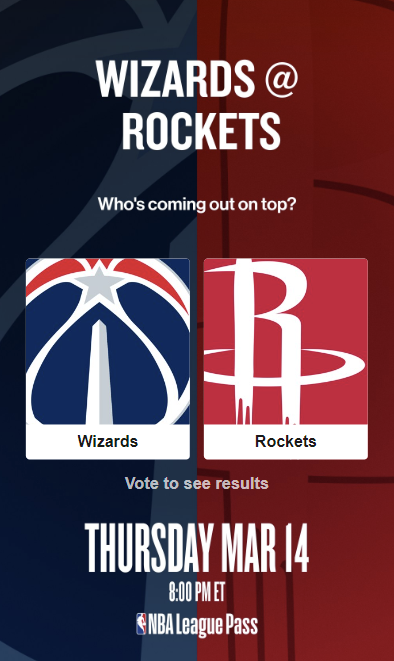 WIZARDS @
ROCKETS
Who's coming out on top?
R
Wizards
Rockets
Vote to see results
THURSDAY MAR 14
8:00 PM ET
NBA League Pass